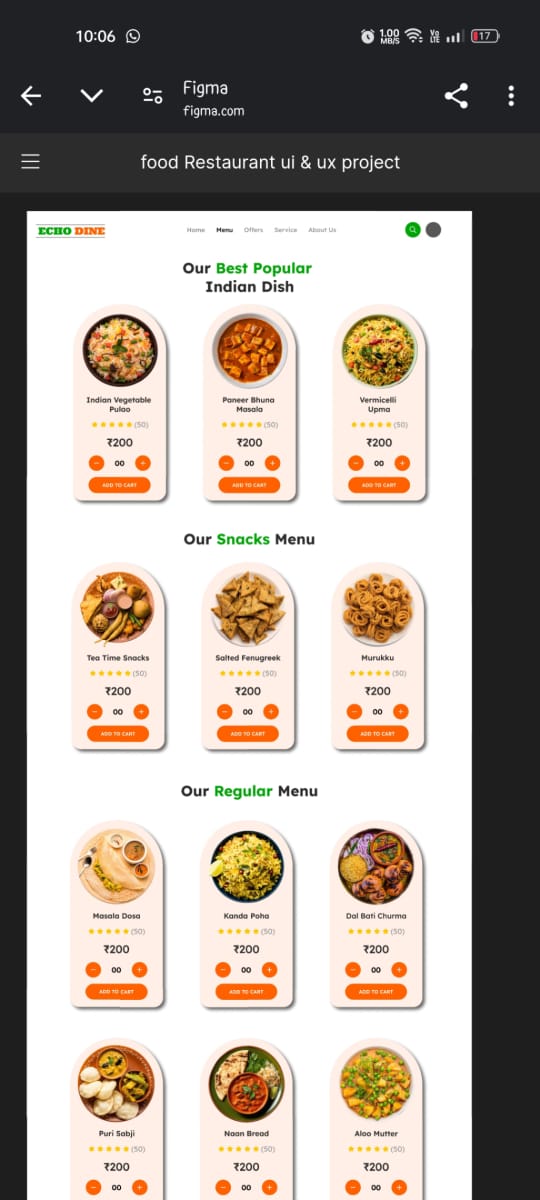 10:06
1.00 MB/S
Vo LTE
17
Figma
figma.com
food Restaurant ui & ux project
ECHO DINE
Home Menu Offers Service About Us
Our Best Popular
Indian Dish
Indian Vegetable Pulao
★★★★★(50)
₹200
− 00 +
ADD TO CART
Paneer Bhuna Masala
★★★★★(50)
₹200
− 00 +
ADD TO CART
Vermicelli Upma
★★★★★(50)
₹200
− 00 +
ADD TO CART
Our Snacks Menu
Tea Time Snacks
★★★★★(50)
₹200
− 00 +
ADD TO CART
Salted Fenugreek
★★★★★(50)
₹200
− 00 +
ADD TO CART
Murukku
★★★★★(50)
₹200
− 00 +
ADD TO CART
Our Regular Menu
Masala Dosa
★★★★★(50)
₹200
− 00 +
ADD TO CART
Kanda Poha
★★★★★(50)
₹200
− 00 +
ADD TO CART
Dal Bati Churma
★★★★★(50)
₹200
− 00 +
ADD TO CART
Puri Sabji
★★★★★(50)
₹200
− 00 +
Naan Bread
★★★★★(50)
₹200
− 00 +
Aloo Mutter
★★★★★(50)
₹200
− 00 +